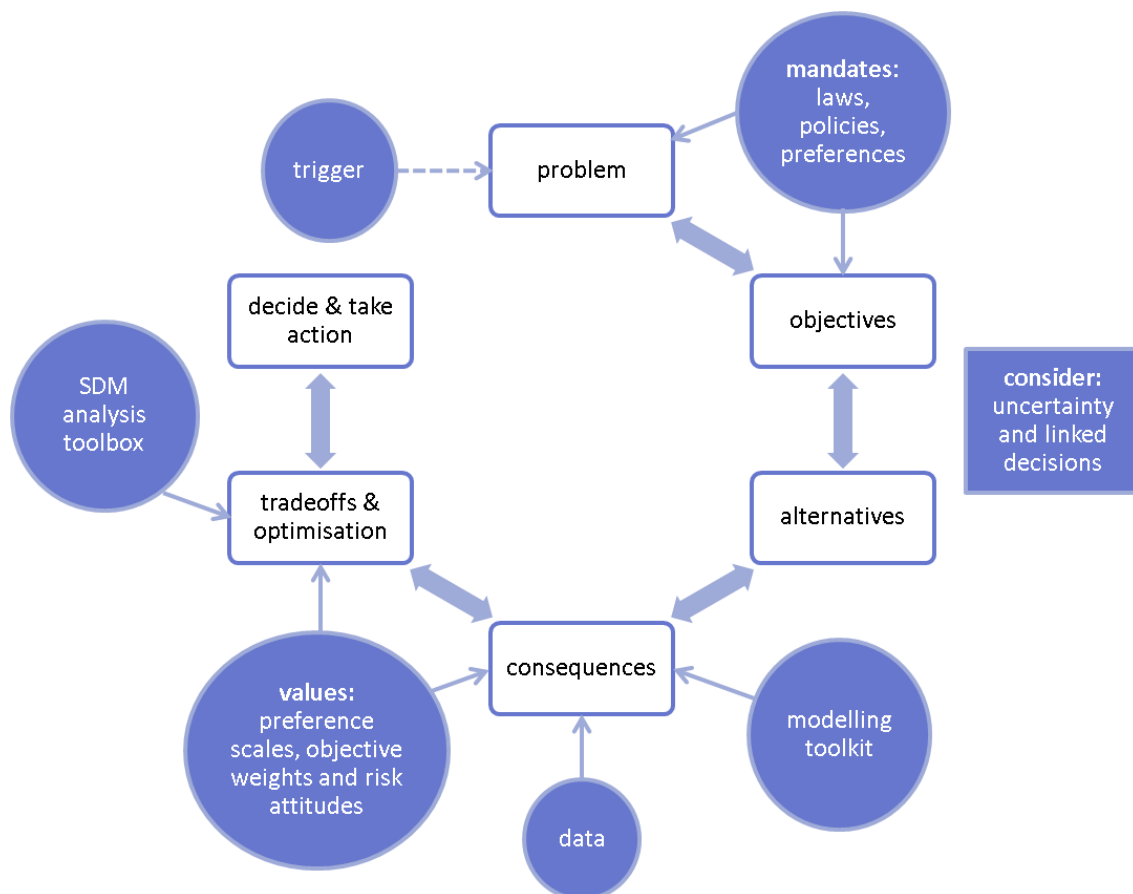 mandates:
laws,
policies,
preferences
trigger
problem
decide & take
action
objectives
consider:
uncertainty
and linked
decisions
SDM
analysis
toolbox
tradeoffs &
optimisation
alternatives
consequences
values:
preference
scales, objective
weights and risk
attitudes
modelling
toolkit
data